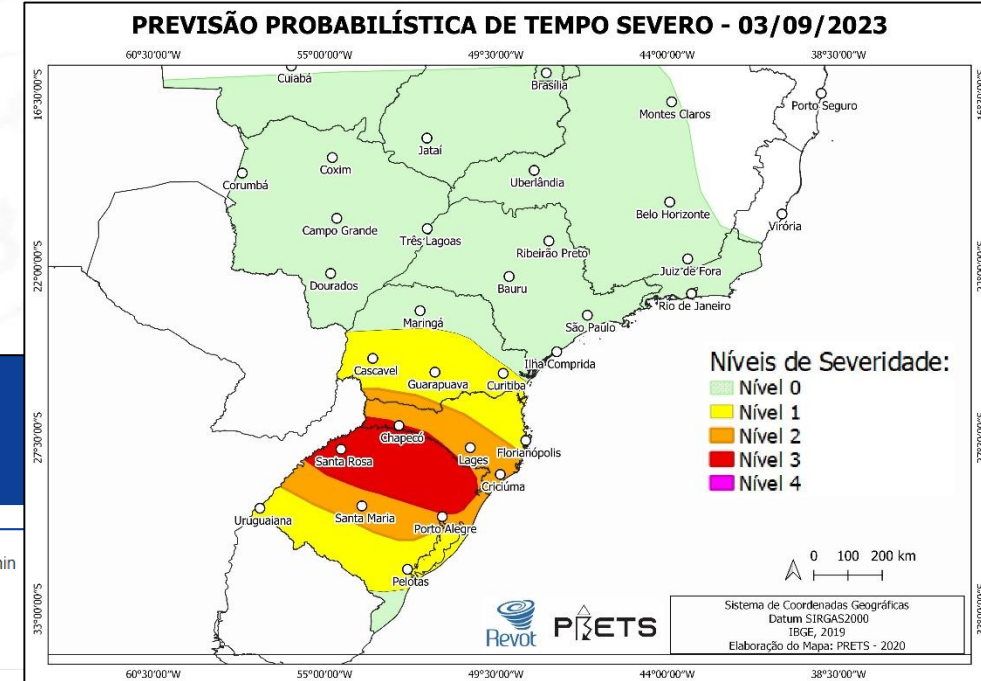 PREVISÃO PROBABILÍSTICA DE TEMPO SEVERO - 03/09/2023
60°30'00"W 55°00'00"W 49°30'00"W 44°00'00"W 38°30'00"W
16°30'00"S
22°00'00"S
27°30'00"S
33°00'00"S
Cuiabá
Brasília
Porto Seguro
Montes Claros
Jataí
Coxim
Uberlândia
Corumbá
Belo Horizonte
Campo Grande
Virória
Três Lagoas
Ribeirão Preto
Juiz de Fora
Dourados
Bauru
Rio de Janeiro
Maringá
São Paulo
Ilha Comprida
Cascavel
Guarapuava
Curitiba
Chapecó
Florianópolis
Santa Rosa
Lages
Criciúma
Uruguaiana
Santa Maria
Porto Alegre
Pelotas
Níveis de Severidade:
Nível 0
Nível 1
Nível 2
Nível 3
Nível 4
0 100 200 km
Revot
PRETS
Sistema de Coordenadas Geográficas
Datum SIRGAS2000
IBGE, 2019
Elaboração do Mapa: PRETS - 2020
60°30'00"W 55°00'00"W 49°30'00"W 44°00'00"W 38°30'00"W